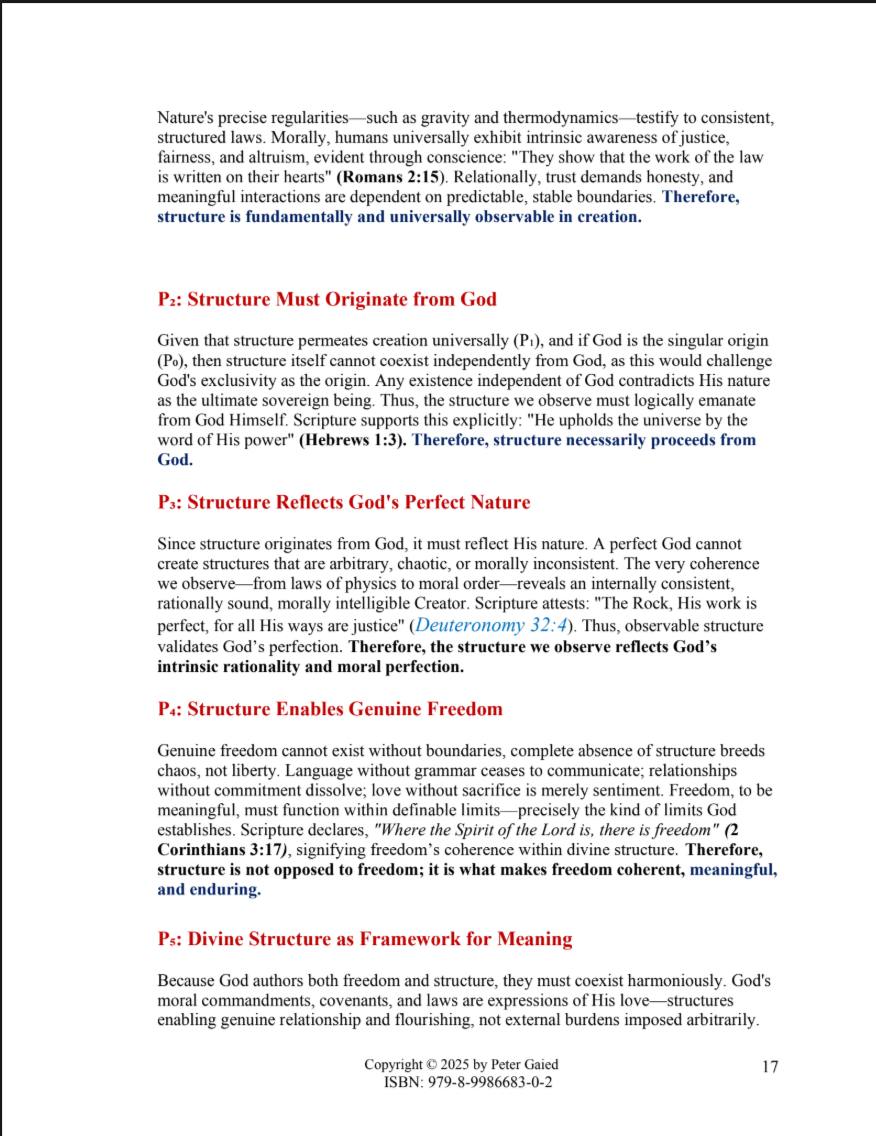 Nature's precise regularities—such as gravity and thermodynamics—testify to consistent,
structured laws. Morally, humans universally exhibit intrinsic awareness of justice,
fairness, and altruism, evident through conscience: "They show that the work of the law
is written on their hearts" (Romans 2:15). Relationally, trust demands honesty, and
meaningful interactions are dependent on predictable, stable boundaries. Therefore,
structure is fundamentally and universally observable in creation.
P₂: Structure Must Originate from God
Given that structure permeates creation universally (P₁), and if God is the singular origin
(P₀), then structure itself cannot coexist independently from God, as this would challenge
God's exclusivity as the origin. Any existence independent of God contradicts His nature
as the ultimate sovereign being. Thus, the structure we observe must logically emanate
from God Himself. Scripture supports this explicitly: "He upholds the universe by the
word of His power" (Hebrews 1:3). Therefore, structure necessarily proceeds from
God.
P₃: Structure Reflects God's Perfect Nature
Since structure originates from God, it must reflect His nature. A perfect God cannot
create structures that are arbitrary, chaotic, or morally inconsistent. The very coherence
we observe—from laws of physics to moral order—reveals an internally consistent,
rationally sound, morally intelligible Creator. Scripture attests: "The Rock, His work is
perfect, for all His ways are justice" (Deuteronomy 32:4). Thus, observable structure
validates God’s perfection. Therefore, the structure we observe reflects God’s
intrinsic rationality and moral perfection.
P₄: Structure Enables Genuine Freedom
Genuine freedom cannot exist without boundaries, complete absence of structure breeds
chaos, not liberty. Language without grammar ceases to communicate; relationships
without commitment dissolve; love without sacrifice is merely sentiment. Freedom, to be
meaningful, must function within definable limits—precisely the kind of limits God
establishes. Scripture declares, "Where the Spirit of the Lord is, there is freedom" (2
Corinthians 3:17), signifying freedom’s coherence within divine structure. Therefore,
structure is not opposed to freedom; it is what makes freedom coherent, meaningful,
and enduring.
P₅: Divine Structure as Framework for Meaning
Because God authors both freedom and structure, they must coexist harmoniously. God's
moral commandments, covenants, and laws are expressions of His love—structures
enabling genuine relationship and flourishing, not external burdens imposed arbitrarily.
Copyright © 2025 by Peter Gaied
ISBN: 979-8-9986683-0-2
17